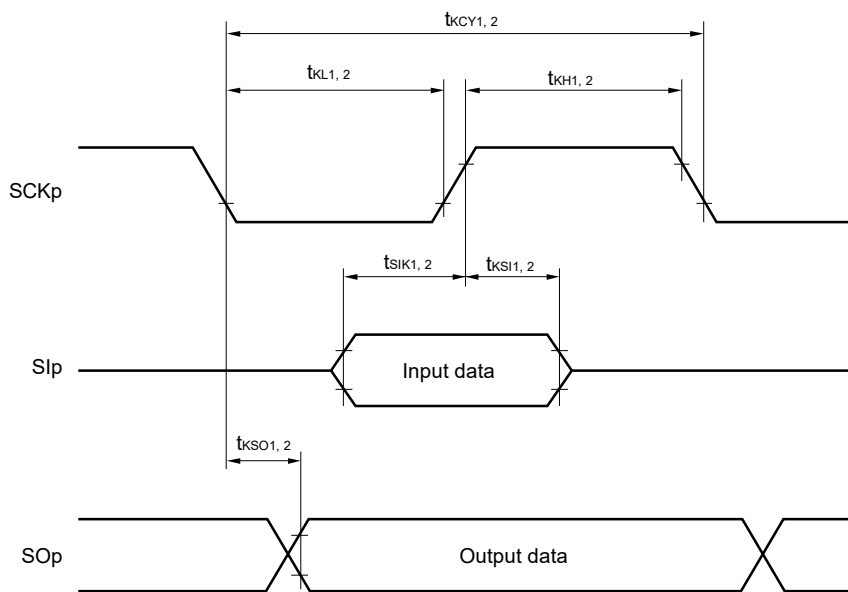 tKCY1, 2
tKL1, 2
tKH1, 2
SCKp
tSIK1, 2
tKSI1, 2
SIp
Input data
tKSO1, 2
SOp
Output data